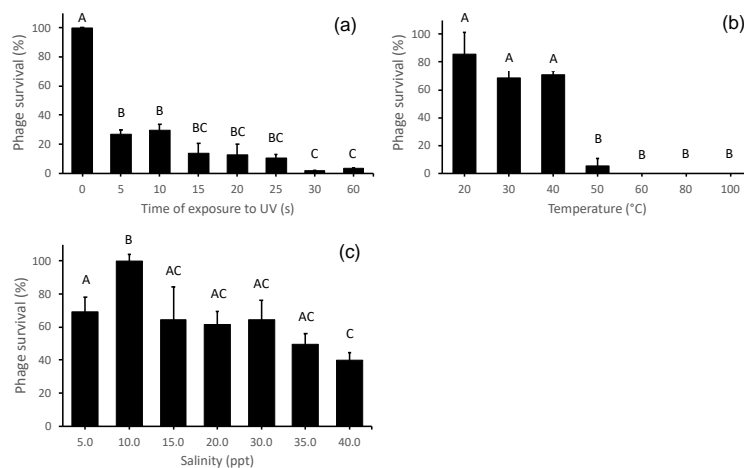 (a)
Phage survival (%)
100
80
60
40
20
0
A
B
B
BC
BC
BC
C
C
0 5 10 15 20 25 30 60
Time of exposure to UV (s)
(b)
Phage survival (%)
100
80
60
40
20
0
A
A
A
B
B
B
B
20 30 40 50 60 80 100
Temperature (°C)
(c)
Phage survival (%)
100
80
60
40
20
0
A
B
AC
AC
AC
AC
C
5.0 10.0 15.0 20.0 30.0 35.0 40.0
Salinity (ppt)